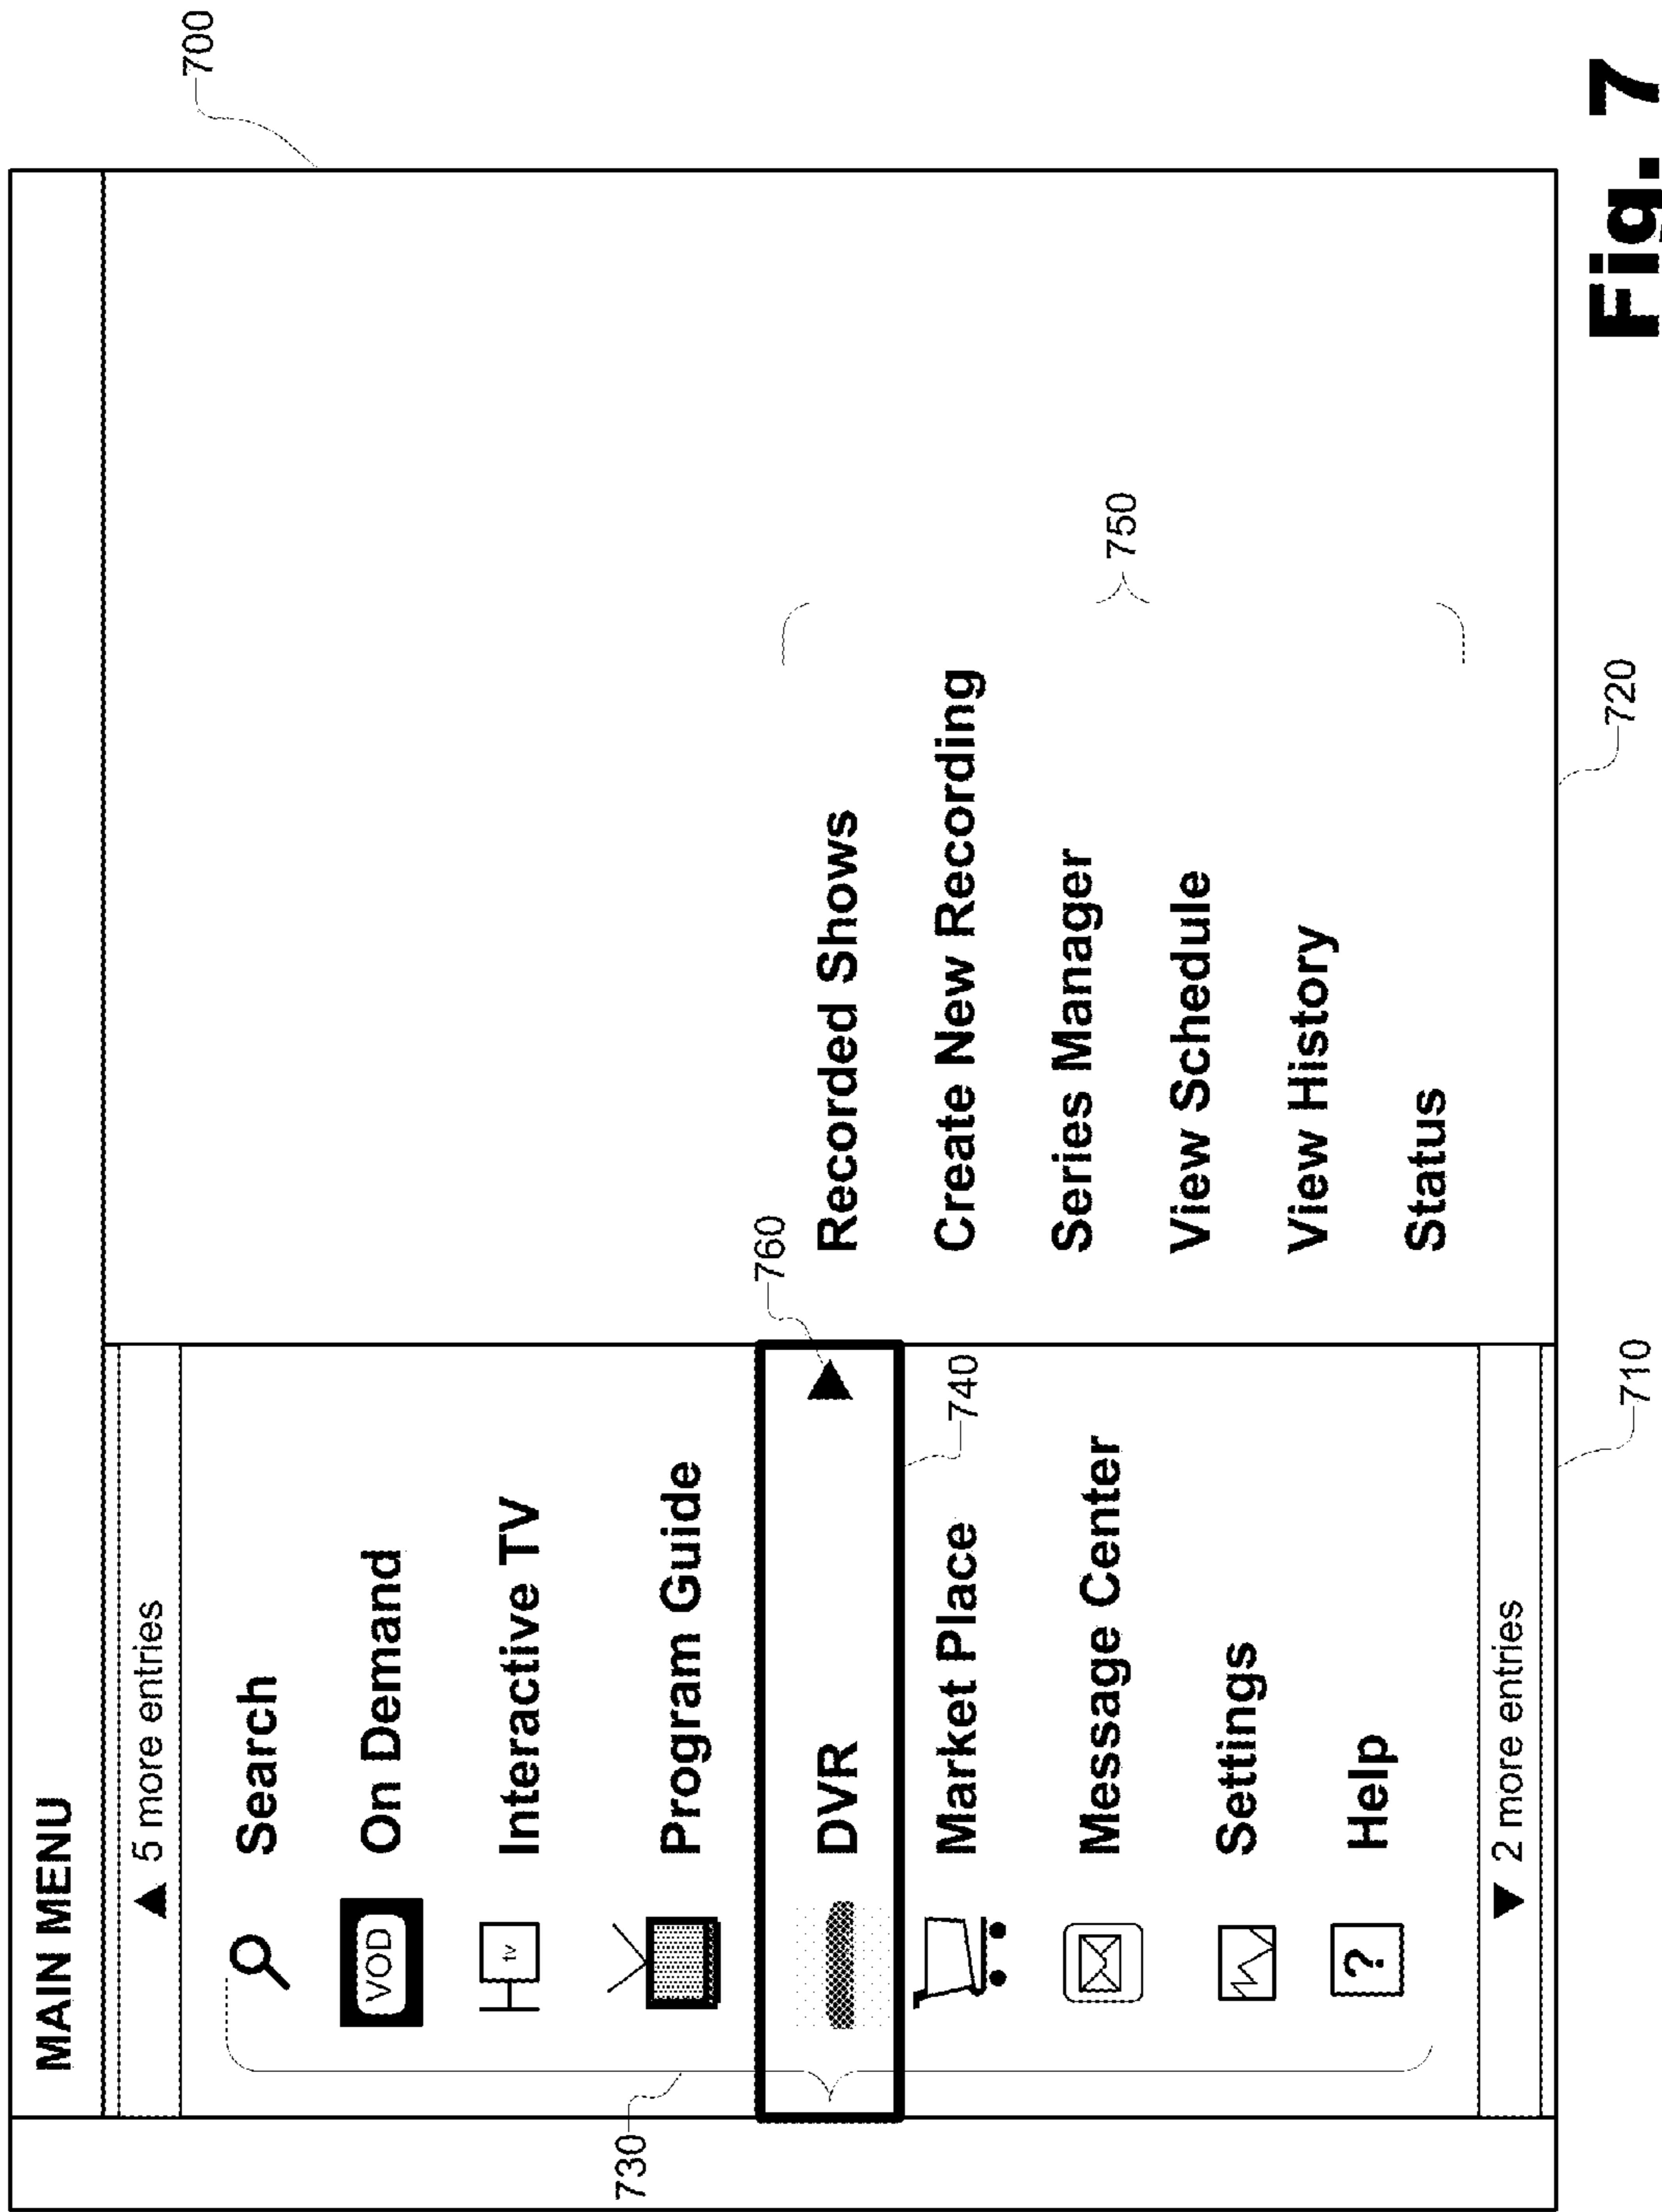 700
MAIN MENU
▲ 5 more entries
Search
VOD On Demand
tv Interactive TV
Program Guide
760
730
DVR ▶
Recorded Shows
740
Market Place
Create New Recording
Message Center
Series Manager
750
Settings
View Schedule
? Help
View History
Status
▼ 2 more entries
710
720
Fig. 7